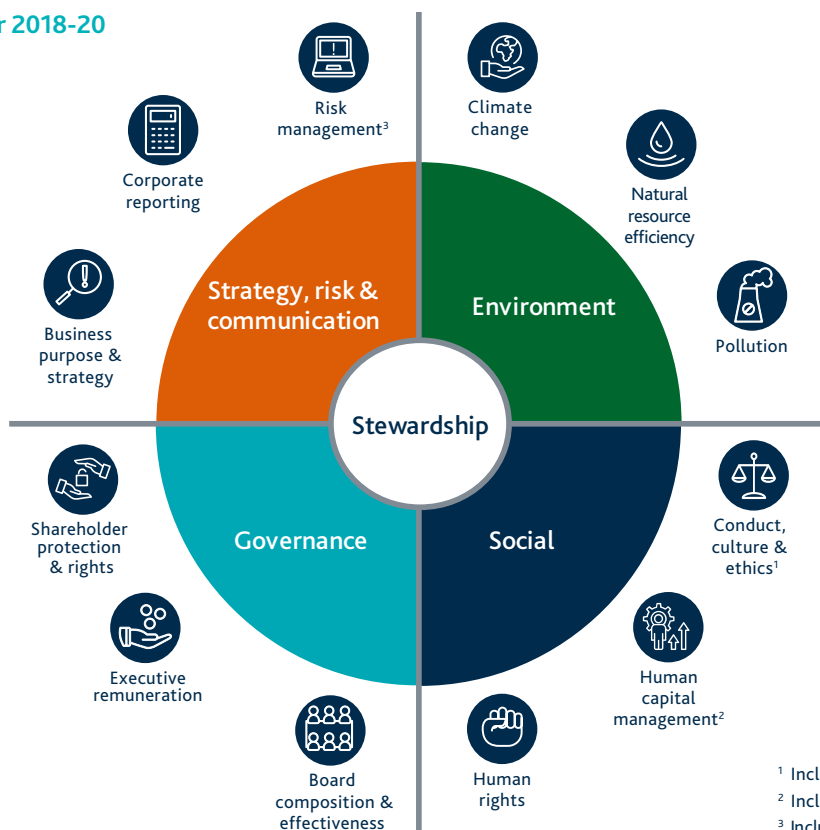 2018-20
Risk
management³
Climate
change
Corporate
reporting
Natural
resource
efficiency
Business
purpose &
strategy
Pollution
Strategy, risk &
communication
Environment
Stewardship
Governance
Social
Shareholder
protection
& rights
Conduct,
culture &
ethics¹
Executive
remuneration
Human
capital
management²
Board
composition &
effectiveness
Human
rights
¹
²
³